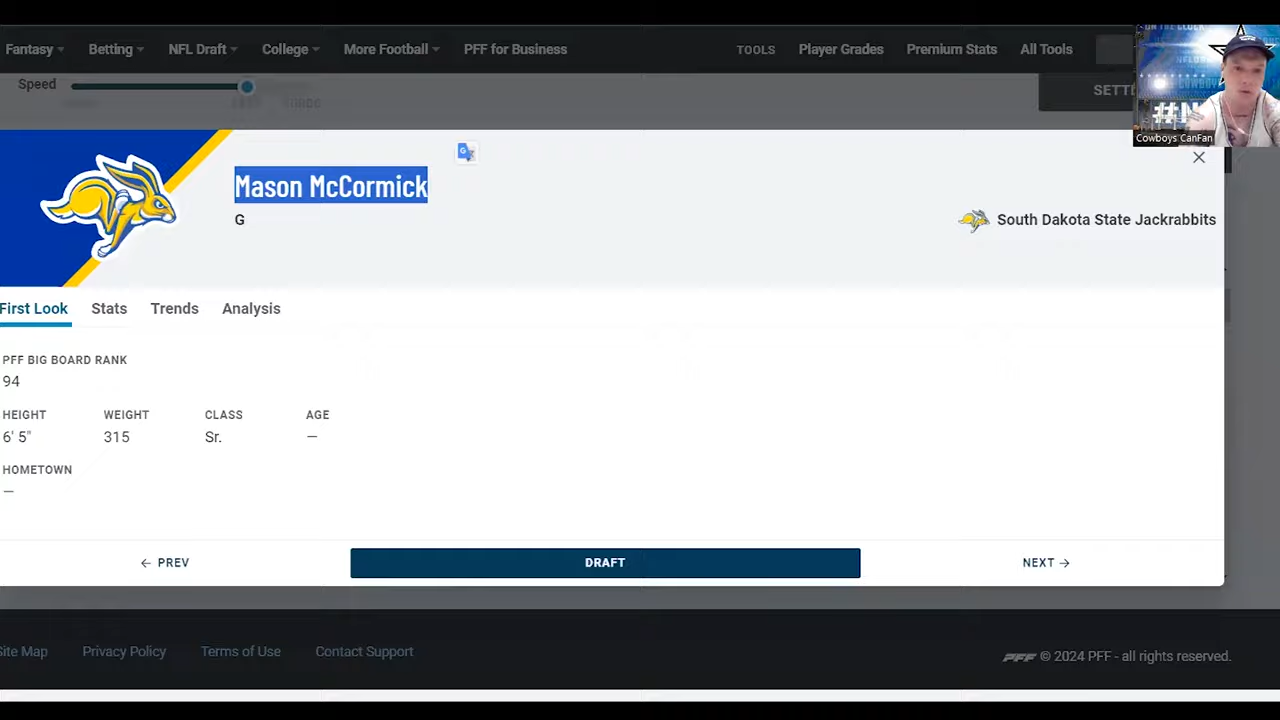 Fantasy Betting NFL Draft College More Football PFF for Business TOOLS Player Grades Premium Stats All Tools
Speed
Cowboys CanFan
Mason McCormick
G
South Dakota State Jackrabbits
First Look Stats Trends Analysis
PFF BIG BOARD RANK
94
HEIGHT WEIGHT CLASS AGE
6' 5" 315 Sr. —
HOMETOWN
—
← PREV DRAFT NEXT →
Site Map Privacy Policy Terms of Use Contact Support
PFF © 2024 PFF - all rights reserved.